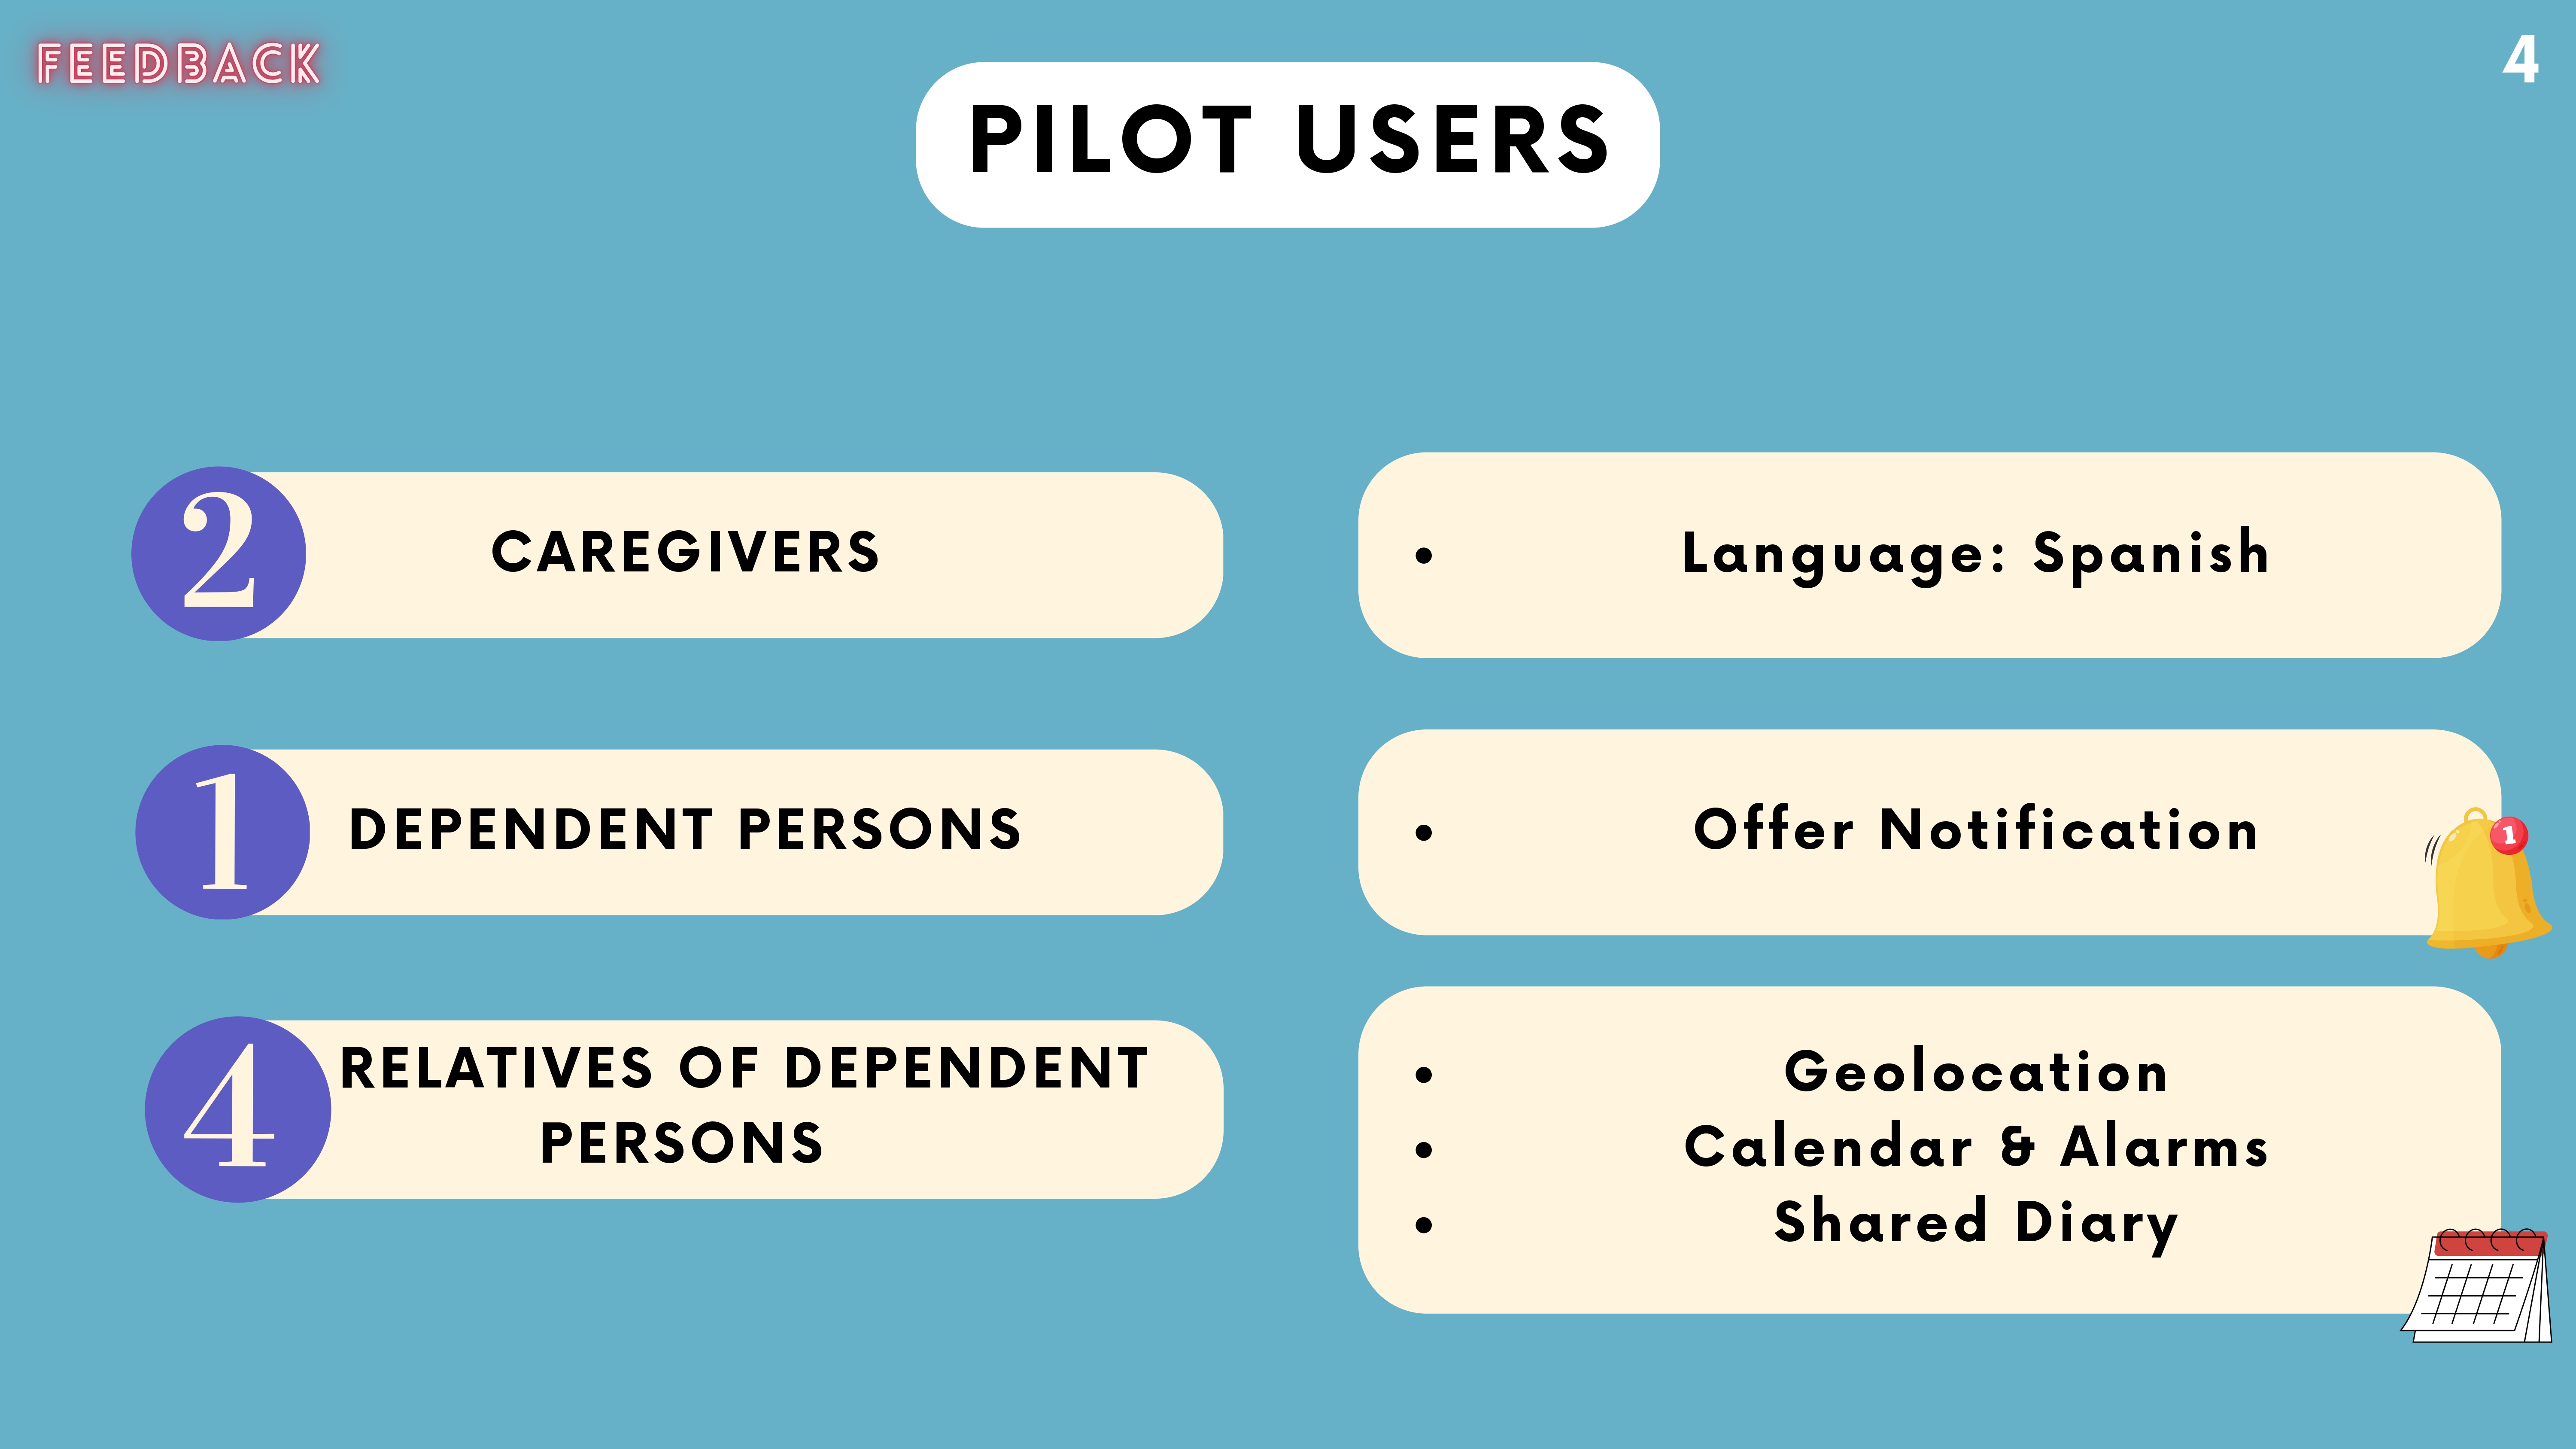 FEEDBACK
4
PILOT USERS
2
CAREGIVERS
• Language: Spanish
1
DEPENDENT PERSONS
• Offer Notification
1
4
RELATIVES OF DEPENDENT
PERSONS
• Geolocation
• Calendar & Alarms
• Shared Diary